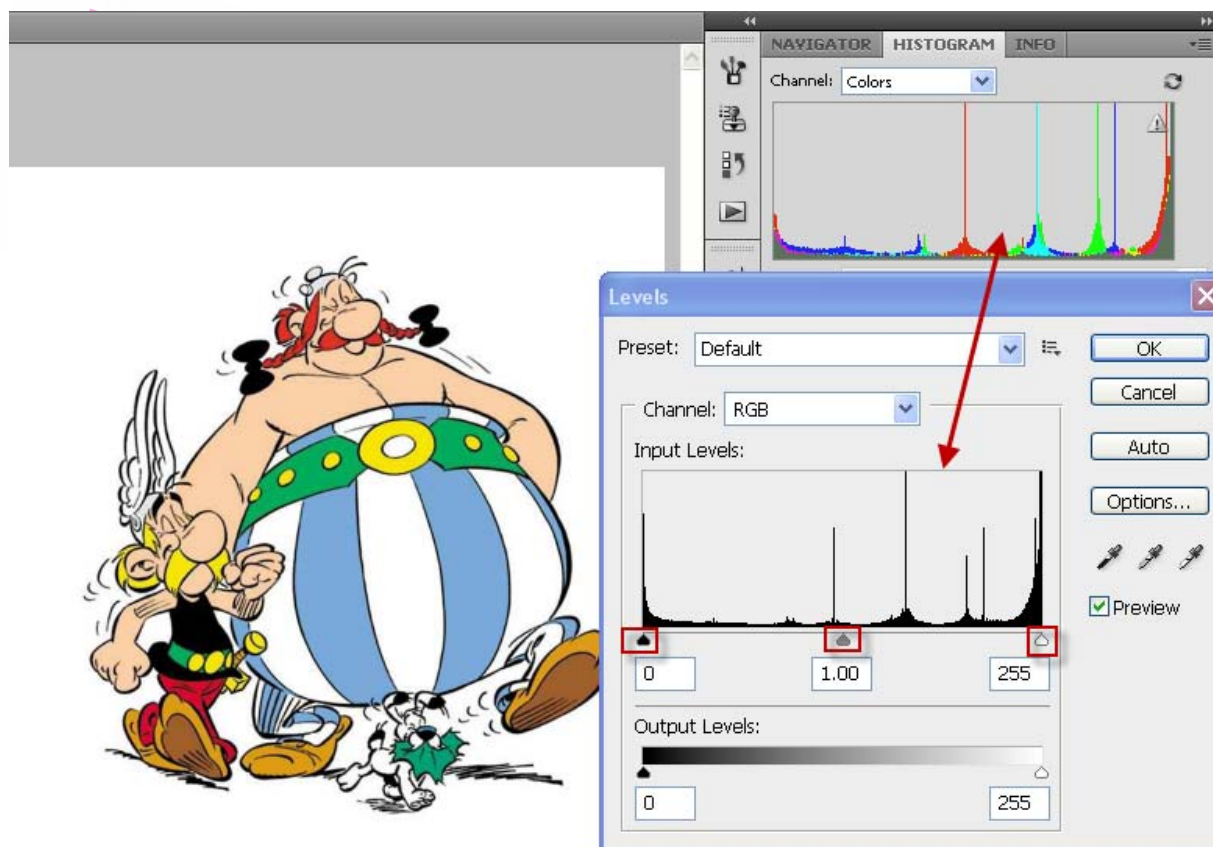 NAVIGATOR HISTOGRAM INFO
Channel: Colors
Levels
Preset: Default
OK
Cancel
Auto
Options...
Preview
Channel: RGB
Input Levels:
0 1.00 255
Output Levels:
0 255